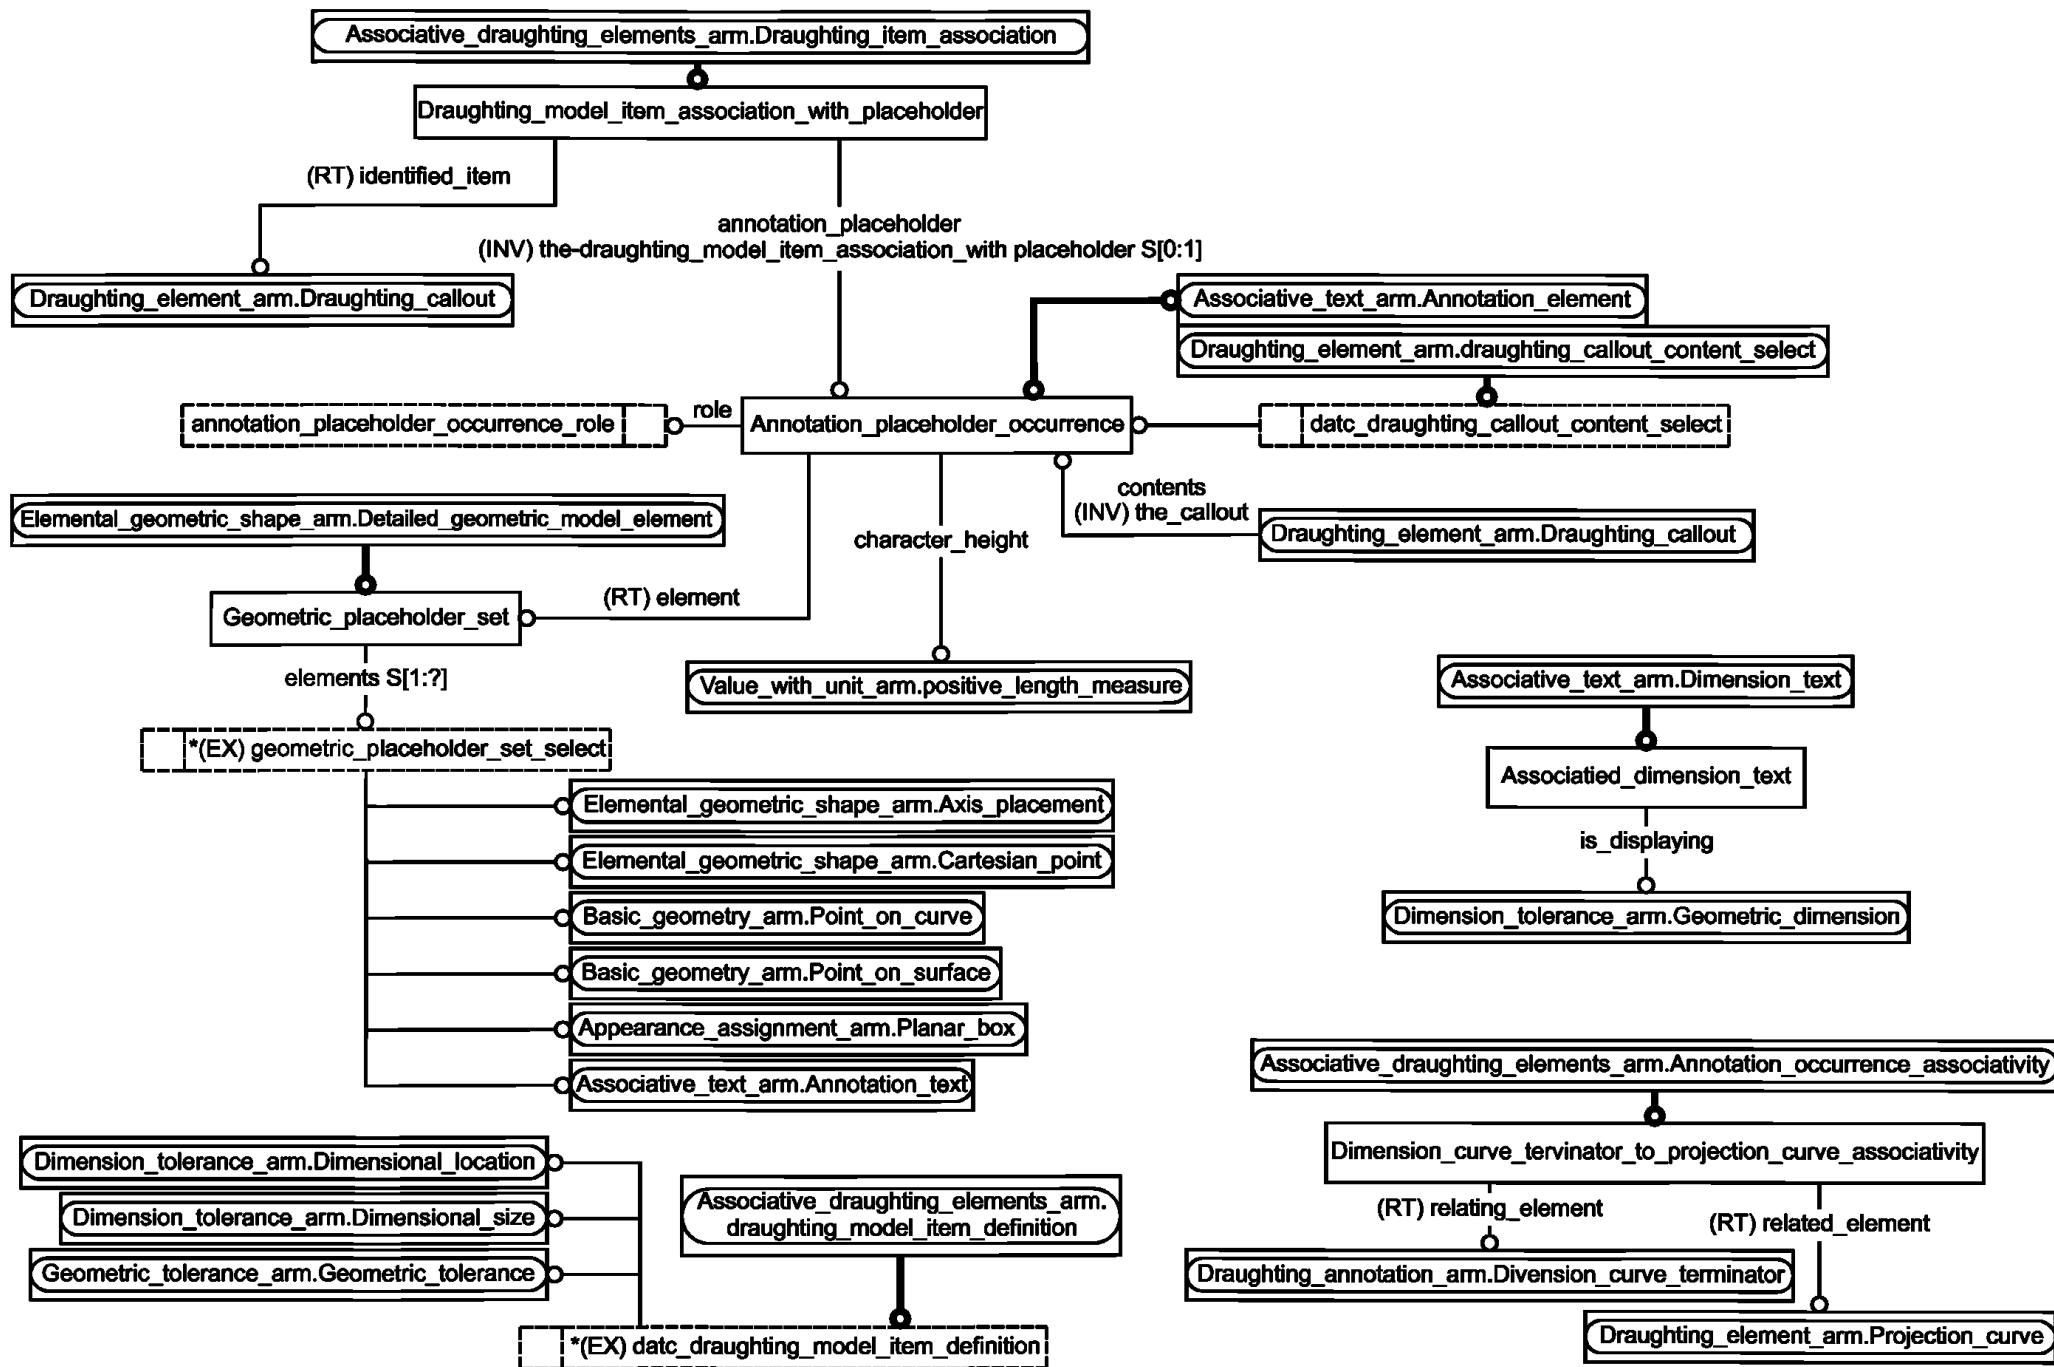 Associative_draughting_elements_arm.Draughting_item_association
Draughting_model_item_association_with_placeholder
(RT) identified_item
annotation_placeholder
(INV) the-draughting_model_item_association_with placeholder S[0:1]
Draughting_element_arm.Draughting_callout
Associative_text_arm.Annotation_element
Draughting_element_arm.draughting_callout_content_select
annotation_placeholder_occurrence_role
role
Annotation_placeholder_occurrence
datc_draughting_callout_content_select
contents
(INV) the_callout
Elemental_geometric_shape_arm.Detailed_geometric_model_element
character_height
Draughting_element_arm.Draughting_callout
(RT) element
Geometric_placeholder_set
elements S[1:?]
Value_with_unit_arm.positive_length_measure
Associative_text_arm.Dimension_text
*(EX) geometric_placeholder_set_select
Associatied_dimension_text
Elemental_geometric_shape_arm.Axis_placement
is_displaying
Elemental_geometric_shape_arm.Cartesian_point
Basic_geometry_arm.Point_on_curve
Dimension_tolerance_arm.Geometric_dimension
Basic_geometry_arm.Point_on_surface
Appearance_assignment_arm.Planar_box
Associative_text_arm.Annotation_text
Associative_draughting_elements_arm.Annotation_occurrence_associativity
Dimension_curve_tervinator_to_projection_curve_associativity
Dimension_tolerance_arm.Dimensional_location
Dimension_tolerance_arm.Dimensional_size
Geometric_tolerance_arm.Geometric_tolerance
Associative_draughting_elements_arm.
draughting_model_item_definition
(RT) relating_element
(RT) related_element
Draughting_annotation_arm.Divension_curve_terminator
Draughting_element_arm.Projection_curve
*(EX) datc_draughting_model_item_definition